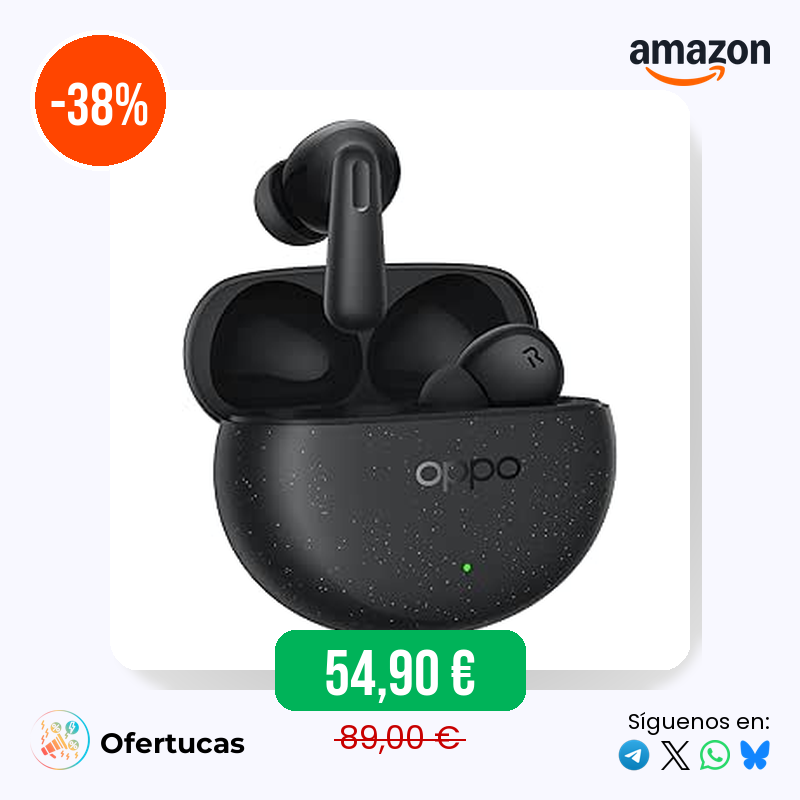 -38%
amazon
R
oppo
54,90 €
89,00 €
Ofertucas
Síguenos en: